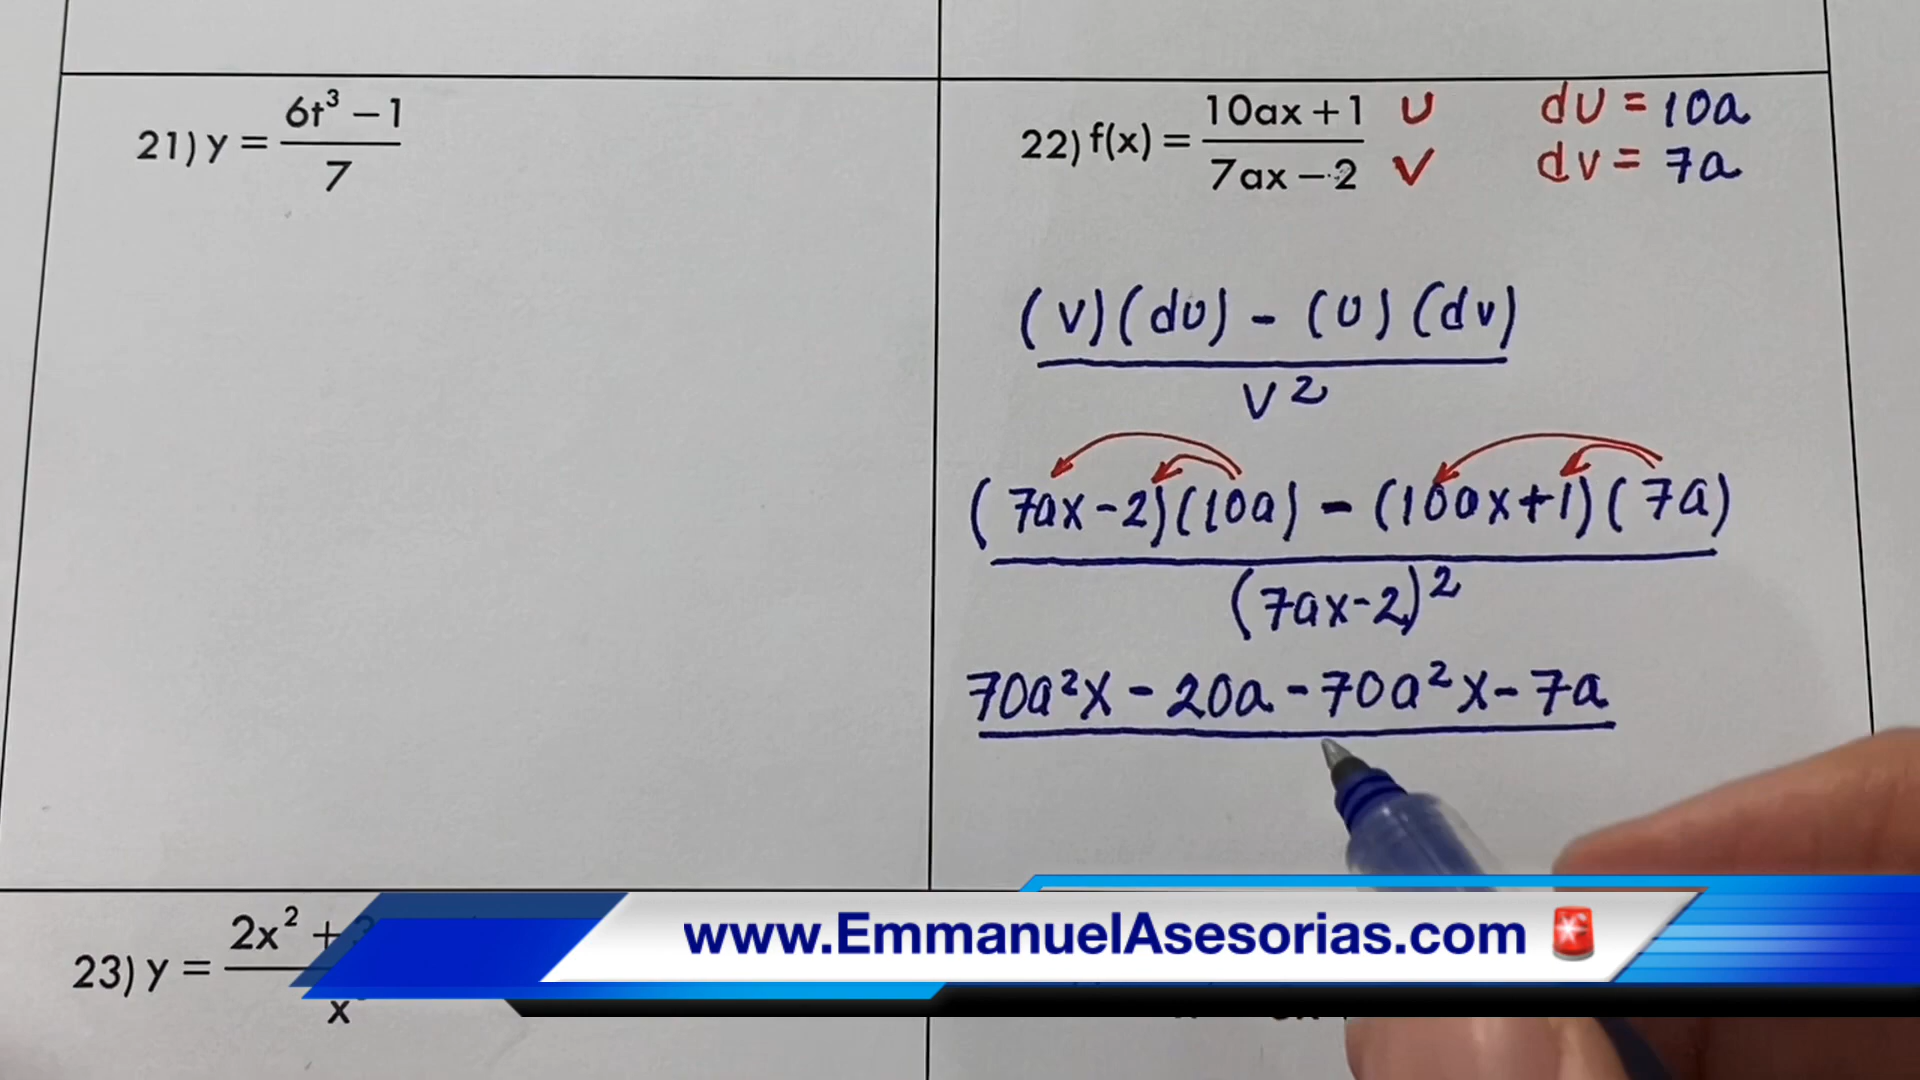 21) y = 6t³ − 1
7
22) f(x) = 10ax + 1 U du = 10a
7ax − 2 V dv = 7a
(v)(du) - (u)(dv)
v²
(7ax-2)(10a) - (10ax+1)(7a)
(7ax-2)²
70a²x - 20a - 70a²x - 7a
23) y = 2x² +
x
www.EmmanuelAsesorias.com